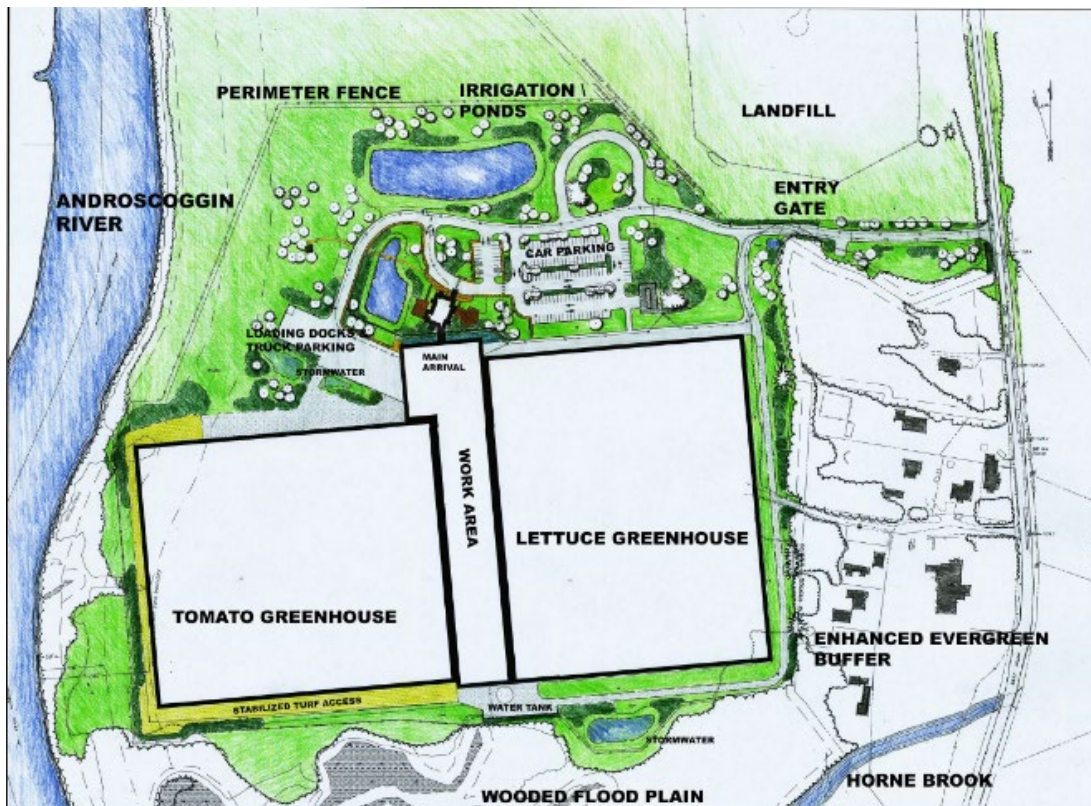 PERIMETER FENCE
IRRIGATION
PONDS
LANDFILL
ANDROSCOGGIN
RIVER
ENTRY
GATE
CAR PARKING
LOADING DOCKS &
TRUCK PARKING
MAIN
ARRIVAL
STORMWATER
WORK AREA
LETTUCE GREENHOUSE
TOMATO GREENHOUSE
ENHANCED EVERGREEN
BUFFER
STABILIZED TURF ACCESS
WATER TANK
STORMWATER
HORNE BROOK
WOODED FLOOD PLAIN